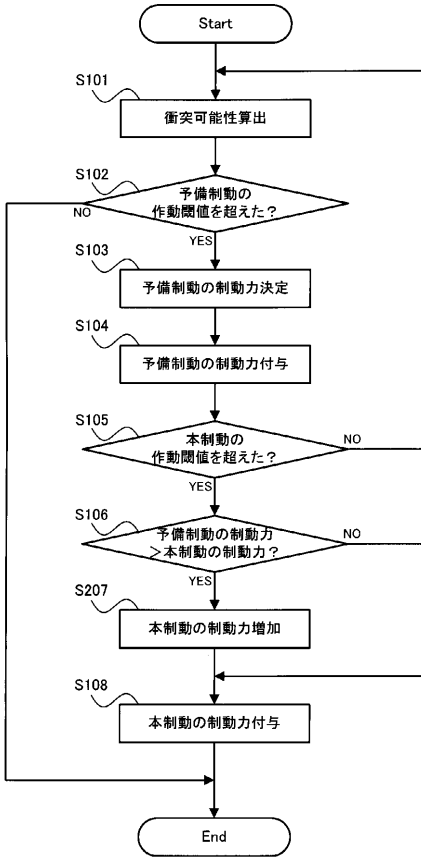 Start
S101
衝突可能性算出
S102
予備制動の
作動閾値を超えた？
NO
YES
S103
予備制動の制動力決定
S104
予備制動の制動力付与
S105
本制動の
作動閾値を超えた？
NO
YES
S106
予備制動の制動力
＞本制動の制動力？
NO
YES
S207
本制動の制動力増加
S108
本制動の制動力付与
End